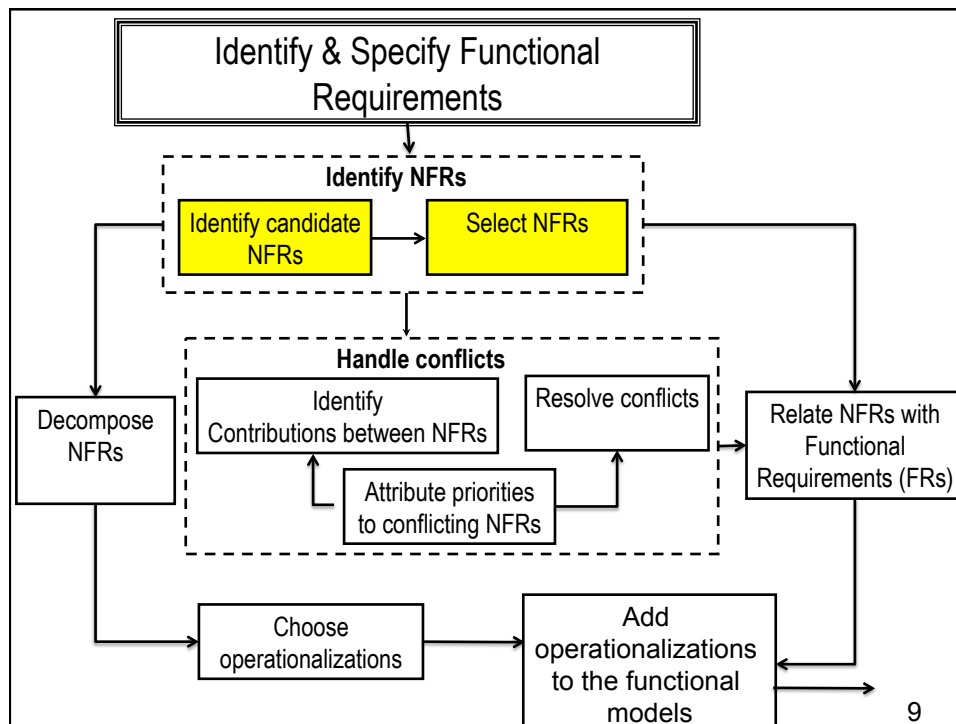 Identify & Specify Functional
Requirements
Identify NFRs
Identify candidate
NFRs
Select NFRs
Handle conflicts
Identify
Contributions between NFRs
Resolve conflicts
Attribute priorities
to conflicting NFRs
Decompose
NFRs
Relate NFRs with
Functional
Requirements (FRs)
Choose
operationalizations
Add
operationalizations
to the functional
models
9